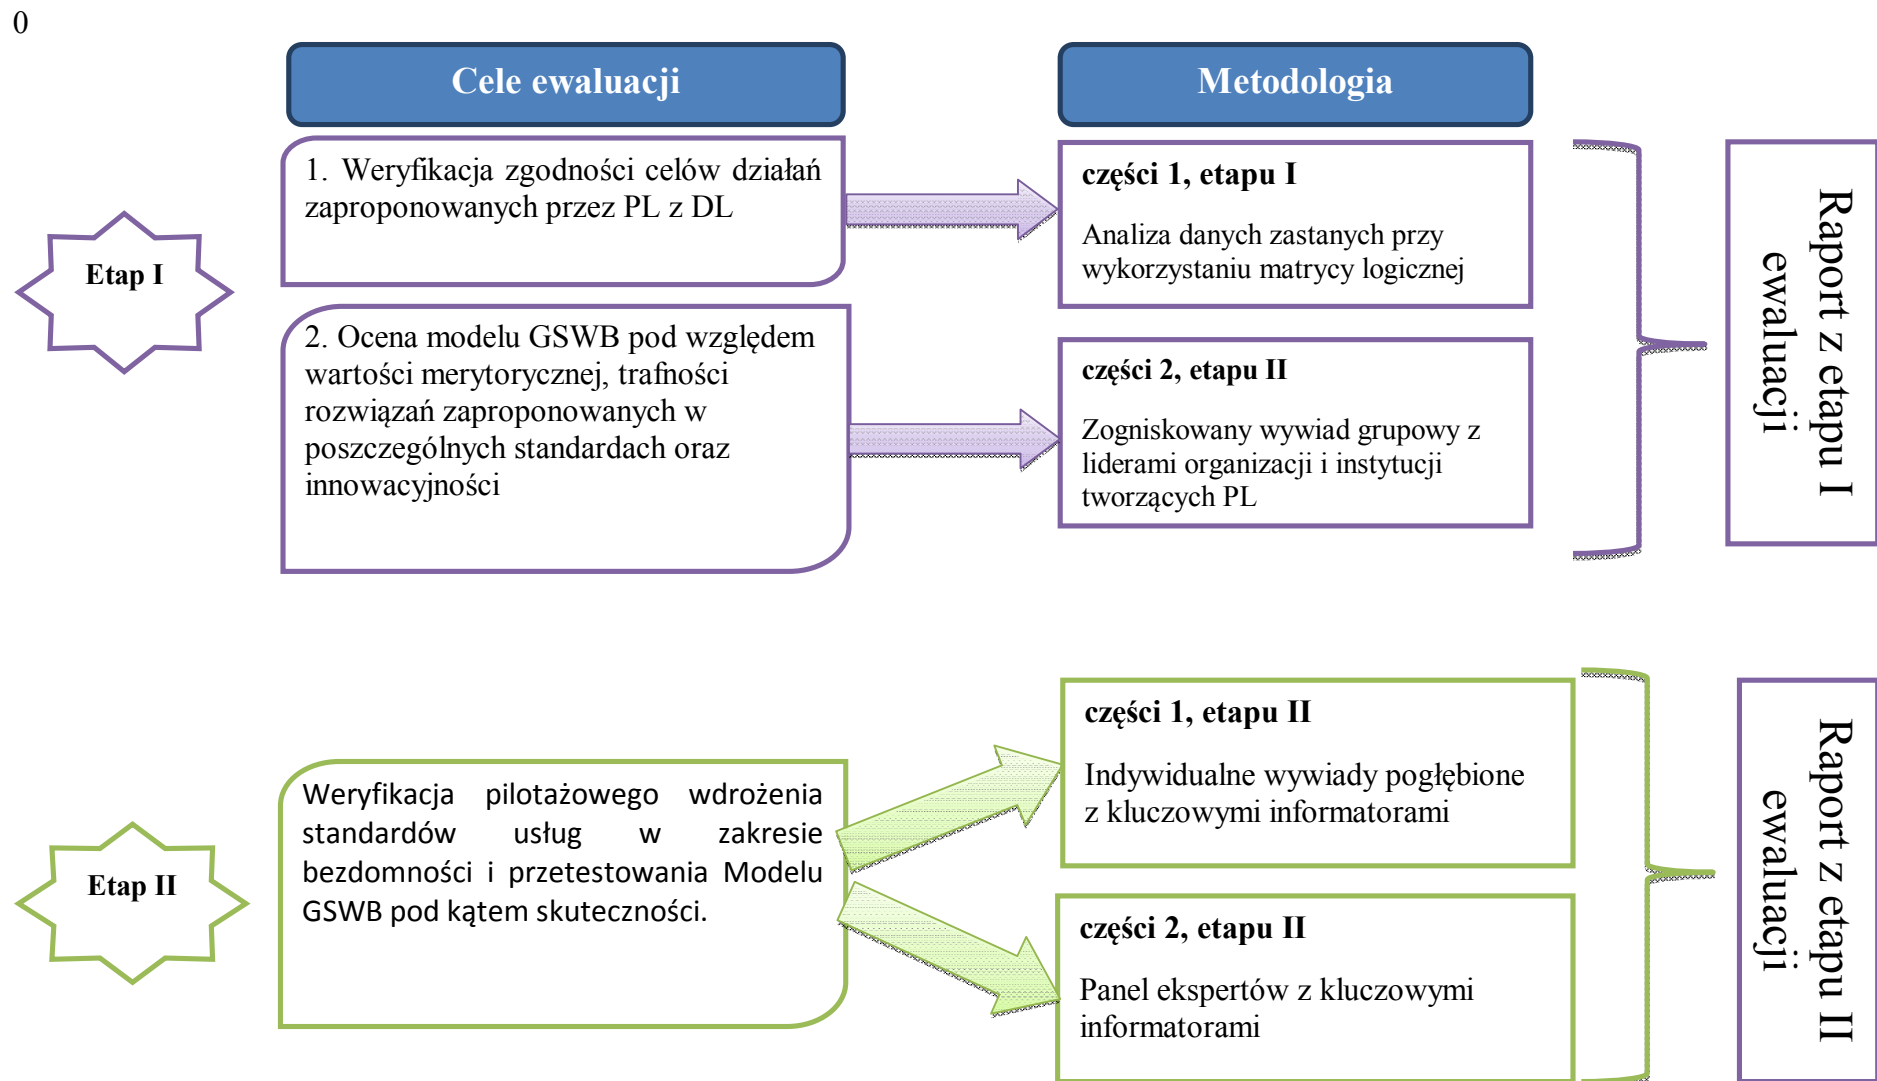 0
Cele ewaluacji
Metodologia
Etap I
1. Weryfikacja zgodności celów działań
zaproponowanych przez PL z DL
części 1, etapu I
Analiza danych zastanych przy
wykorzystaniu matrycy logicznej
2. Ocena modelu GSWB pod względem
wartości merytorycznej, trafności
rozwiązań zaproponowanych w
poszczególnych standardach oraz
innowacyjności
części 2, etapu II
Zogniskowany wywiad grupowy z
liderami organizacji i instytucji
tworzących PL
Raport z etapu I
ewaluacji
Etap II
Weryfikacja pilotażowego wdrożenia
standardów usług w zakresie
bezdomności i przetestowania Modelu
GSWB pod kątem skuteczności.
części 1, etapu II
Indywidualne wywiady pogłębione
z kluczowymi informatorami
części 2, etapu II
Panel ekspertów z kluczowymi
informatorami
Raport z etapu II
ewaluacji